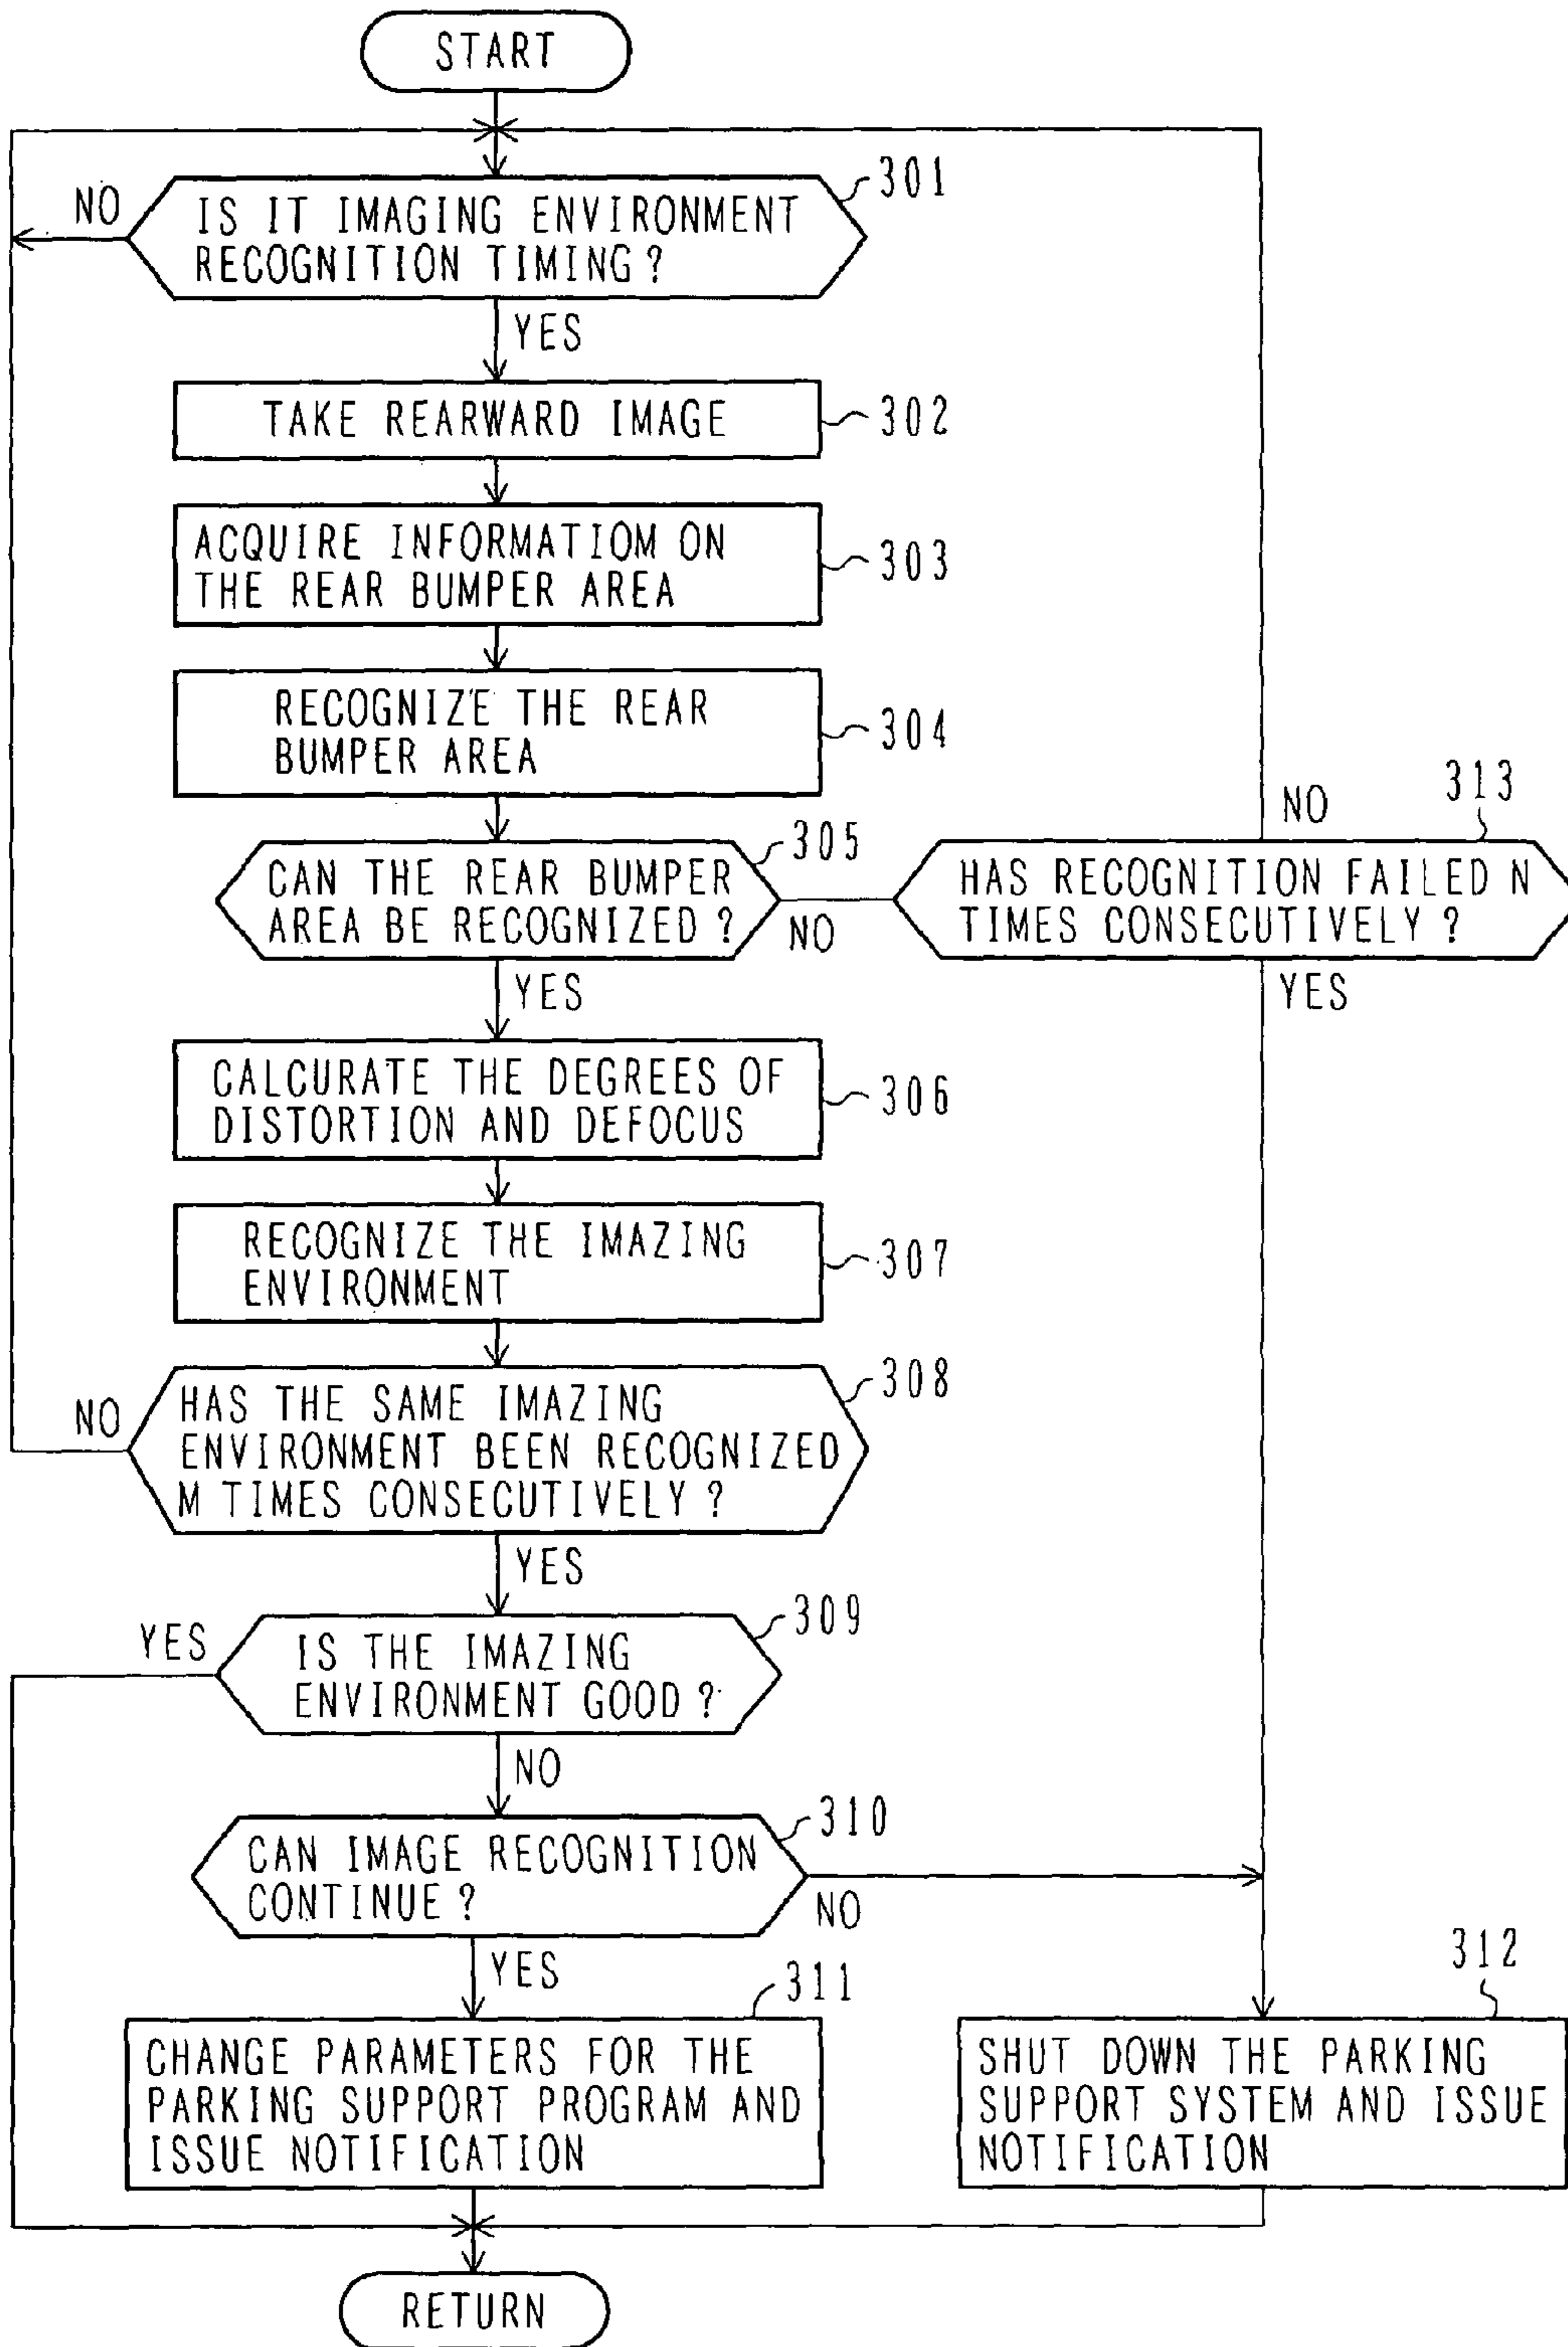 START
301
NO
IS IT IMAGING ENVIRONMENT
RECOGNITION TIMING?
YES
TAKE REARWARD IMAGE
302
ACQUIRE INFORMATIOM ON
THE REAR BUMPER AREA
303
RECOGNIZE THE REAR
BUMPER AREA
304
305
CAN THE REAR BUMPER
AREA BE RECOGNIZED?
NO
YES
313
NO
HAS RECOGNITION FAILED N
TIMES CONSECUTIVELY?
YES
CALCURATE THE DEGREES OF
DISTORTION AND DEFOCUS
306
RECOGNIZE THE IMAZING
ENVIRONMENT
307
308
NO
HAS THE SAME IMAZING
ENVIRONMENT BEEN RECOGNIZED
M TIMES CONSECUTIVELY?
YES
309
YES
IS THE IMAZING
ENVIRONMENT GOOD?
NO
310
CAN IMAGE RECOGNITION
CONTINUE?
NO
YES
311
CHANGE PARAMETERS FOR THE
PARKING SUPPORT PROGRAM AND
ISSUE NOTIFICATION
312
SHUT DOWN THE PARKING
SUPPORT SYSTEM AND ISSUE
NOTIFICATION
RETURN